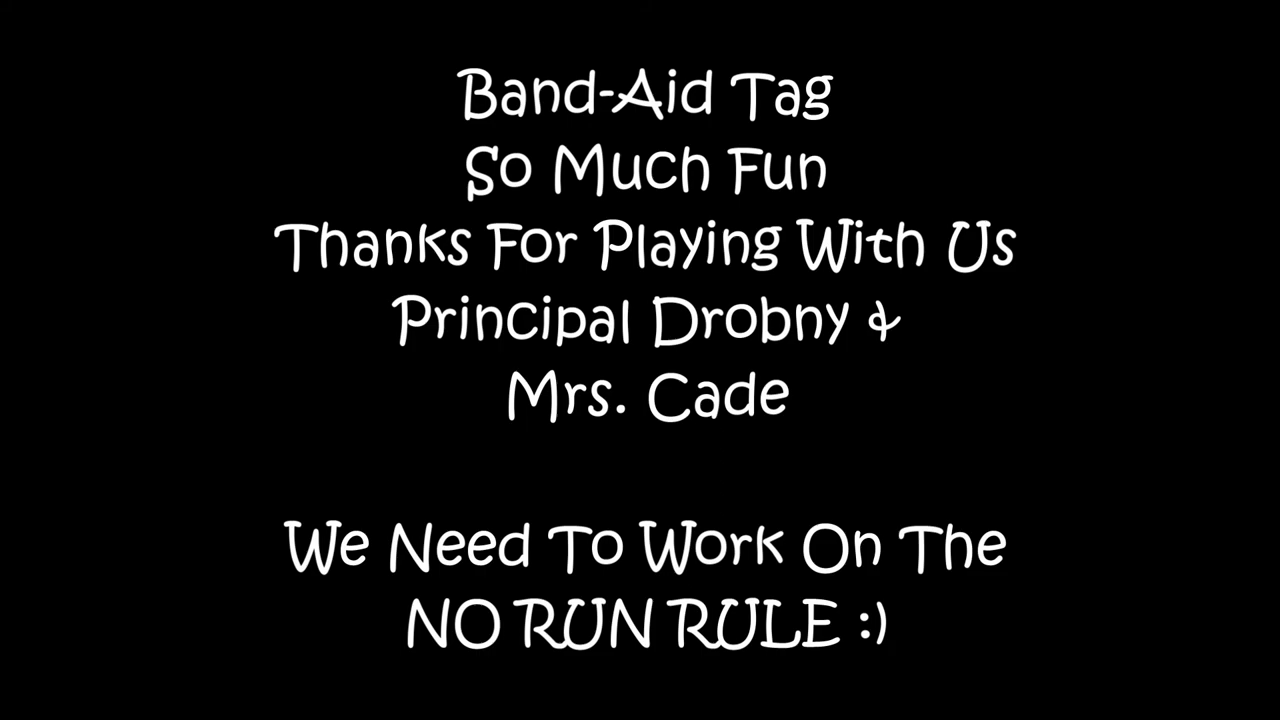 Band-Aid Tag
So Much Fun
Thanks For Playing With Us
Principal Drobny &
Mrs. Cade
We Need To Work On The
NO RUN RULE :)